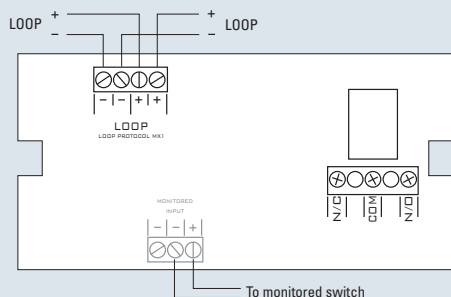 LOOP + + LOOP
- -
- - + +
LOOP
LOOP PROTOCOL MX1
N/C COM N/O
MONITORED
INPUT
- - +
To monitored switch